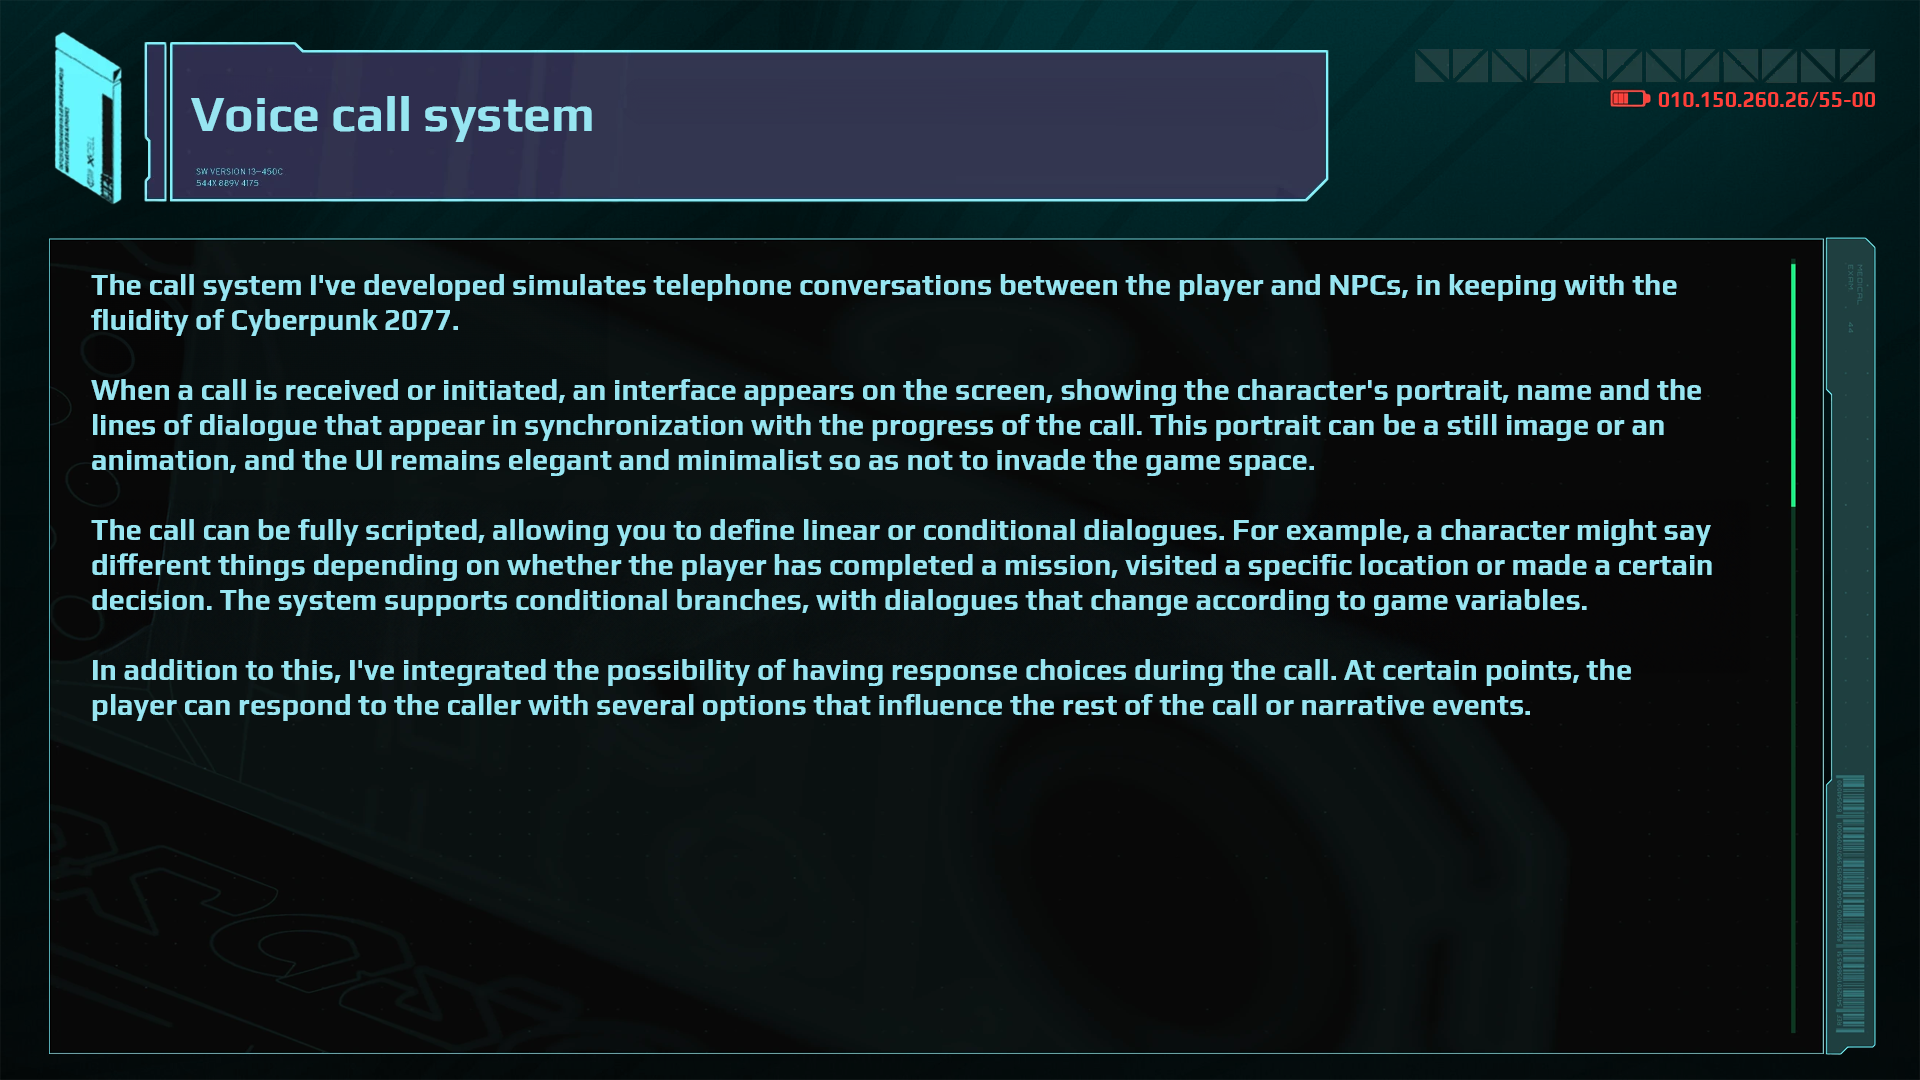 Voice call system
SW VERSION 13-450C
544X 889V 4175
010.150.260.26/55-00
The call system I've developed simulates telephone conversations between the player and NPCs, in keeping with the
fluidity of Cyberpunk 2077.
When a call is received or initiated, an interface appears on the screen, showing the character's portrait, name and the
lines of dialogue that appear in synchronization with the progress of the call. This portrait can be a still image or an
animation, and the UI remains elegant and minimalist so as not to invade the game space.
The call can be fully scripted, allowing you to define linear or conditional dialogues. For example, a character might say
different things depending on whether the player has completed a mission, visited a specific location or made a certain
decision. The system supports conditional branches, with dialogues that change according to game variables.
In addition to this, I've integrated the possibility of having response choices during the call. At certain points, the
player can respond to the caller with several options that influence the rest of the call or narrative events.
MEDICAL
EXAM 44